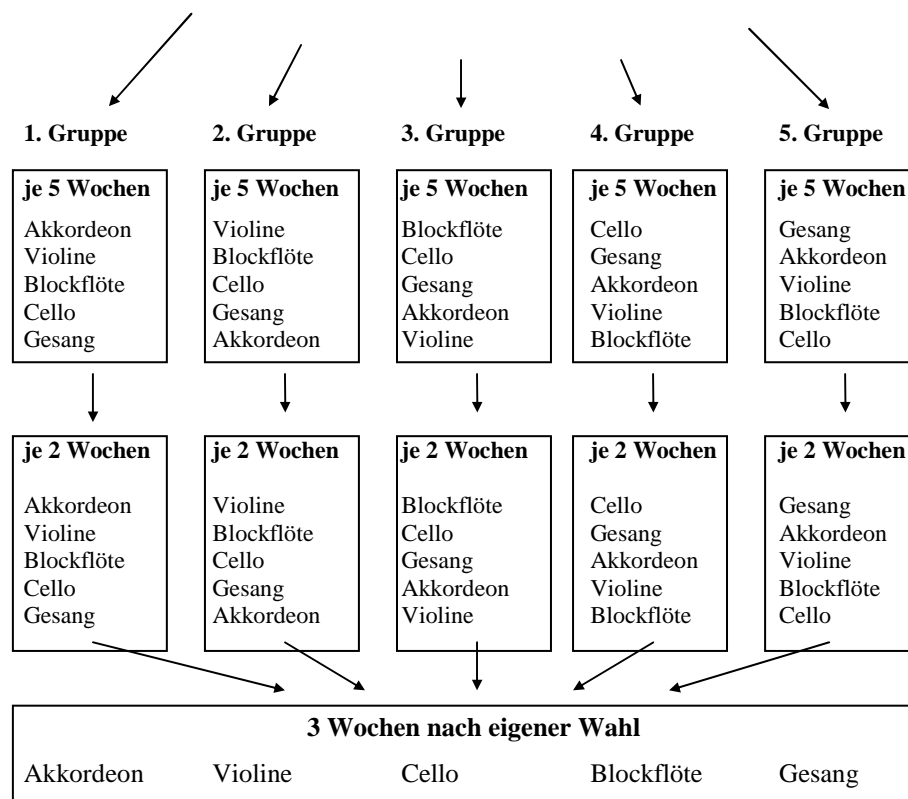 1. Gruppe 2. Gruppe 3. Gruppe 4. Gruppe 5. Gruppe
je 5 Wochen
Akkordeon
Violine
Blockflöte
Cello
Gesang
je 5 Wochen
Violine
Blockflöte
Cello
Gesang
Akkordeon
je 5 Wochen
Blockflöte
Cello
Gesang
Akkordeon
Violine
je 5 Wochen
Cello
Gesang
Akkordeon
Violine
Blockflöte
je 5 Wochen
Gesang
Akkordeon
Violine
Blockflöte
Cello
je 2 Wochen
Akkordeon
Violine
Blockflöte
Cello
Gesang
je 2 Wochen
Violine
Blockflöte
Cello
Gesang
Akkordeon
je 2 Wochen
Blockflöte
Cello
Gesang
Akkordeon
Violine
je 2 Wochen
Cello
Gesang
Akkordeon
Violine
Blockflöte
je 2 Wochen
Gesang
Akkordeon
Violine
Blockflöte
Cello
3 Wochen nach eigener Wahl
Akkordeon Violine Cello Blockflöte Gesang